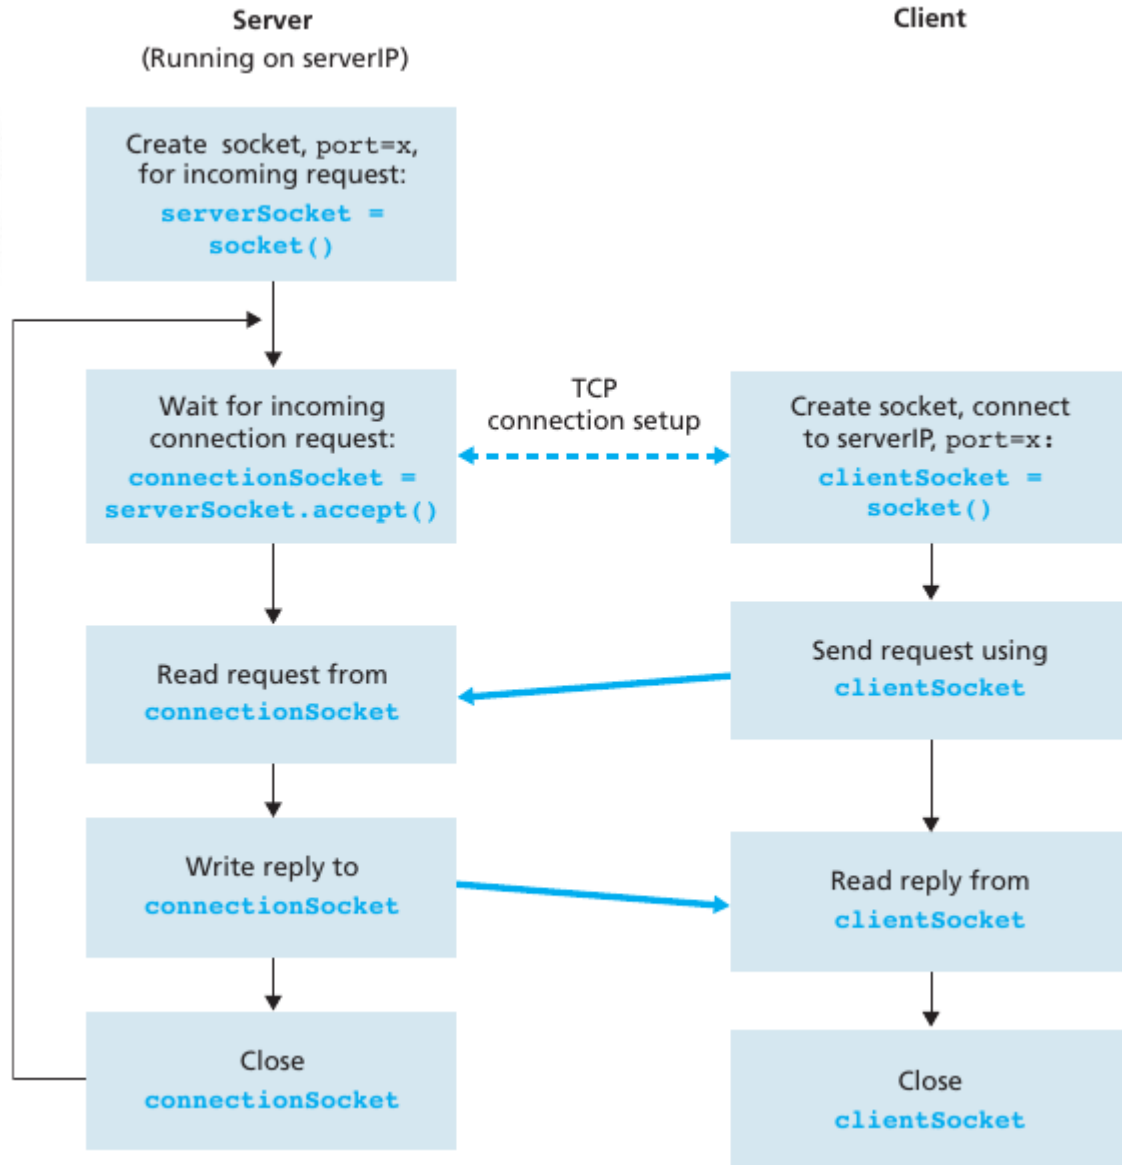 Server
(Running on serverIP)
Client
Create socket, port=x,
for incoming request:
serverSocket =
socket()
Wait for incoming
connection request:
connectionSocket =
serverSocket.accept()
TCP
connection setup
Create socket, connect
to serverIP, port=x:
clientSocket =
socket()
Read request from
connectionSocket
Send request using
clientSocket
Write reply to
connectionSocket
Read reply from
clientSocket
Close
connectionSocket
Close
clientSocket